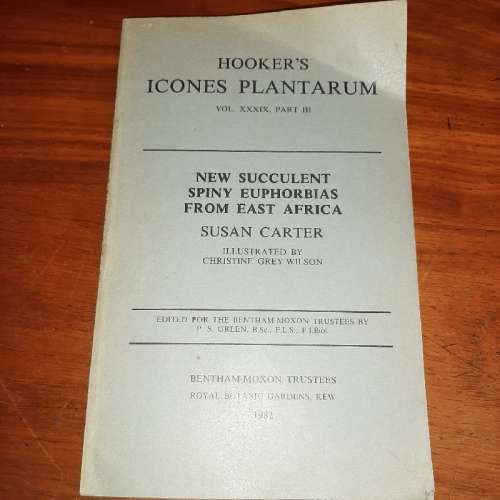 HOOKER'S
ICONES PLANTARUM
VOL. XXXIX, PART III
NEW SUCCULENT
SPINY EUPHORBIAS
FROM EAST AFRICA
SUSAN CARTER
ILLUSTRATED BY
CHRISTINE GREY-WILSON
EDITED FOR THE BENTHAM-MOXON TRUSTEES BY
P. S. GREEN, B.Sc., F.L.S., F.I.Biol.
BENTHAM-MOXON TRUSTEES
ROYAL BOTANIC GARDENS, KEW
1982